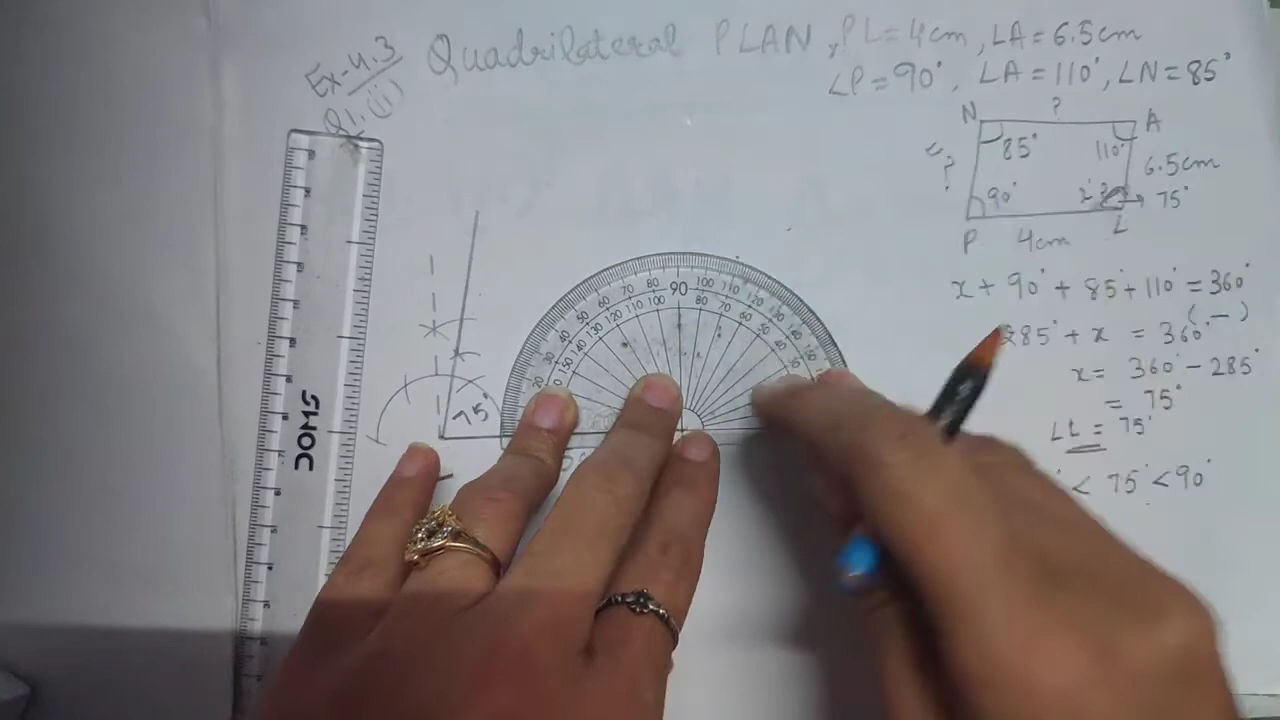 Ex-4.3
Q1.(ii)
Quadrilateral PLAN, PL=4cm, LA=6.5cm
∠P=90°, ∠A=110°, ∠N=85°
N ? A
85° 110°
? 6.5cm
90° 75°
P 4cm L
x + 90° + 85° + 110° = 360°
(-)
285° + x = 360°
x = 360° - 285°
= 75°
∠L = 75°
< 75° < 90°
75°
DOMS
90